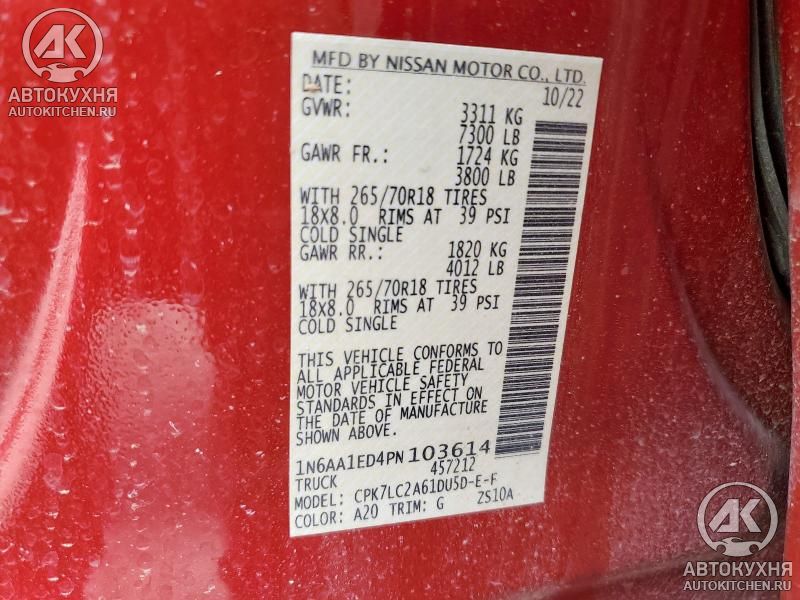 АК
АВТОКУХНЯ
AUTOKITCHEN.RU
MFD BY NISSAN MOTOR CO., LTD.
DATE: 10/22
GVWR: 3311 KG
7300 LB
GAWR FR.: 1724 KG
3800 LB
WITH 265/70R18 TIRES
18X8.0 RIMS AT 39 PSI
COLD SINGLE
GAWR RR.: 1820 KG
4012 LB
WITH 265/70R18 TIRES
18X8.0 RIMS AT 39 PSI
COLD SINGLE
THIS VEHICLE CONFORMS TO
ALL APPLICABLE FEDERAL
MOTOR VEHICLE SAFETY
STANDARDS IN EFFECT ON
THE DATE OF MANUFACTURE
SHOWN ABOVE.
1N6AA1ED4PN103614
TRUCK 457212
MODEL: CPK7LC2A61DU5D-E-F
COLOR: A20 TRIM: G ZS10A
АК
АВТОКУХНЯ
AUTOKITCHEN.RU